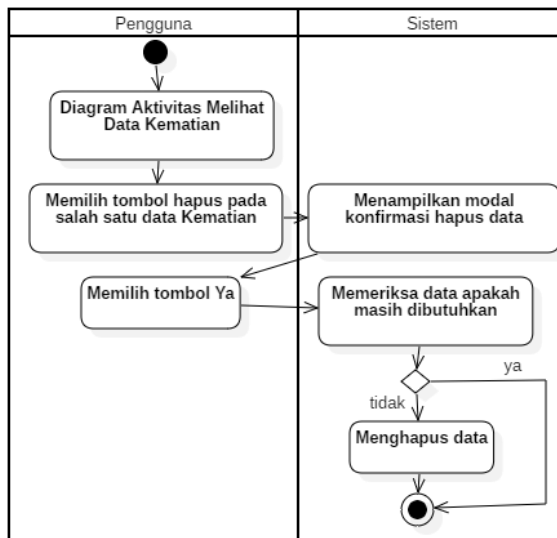 Pengguna
Sistem
Diagram Aktivitas Melihat
Data Kematian
Memilih tombol hapus pada
salah satu data Kematian
Menampilkan modal
konfirmasi hapus data
Memilih tombol Ya
Memeriksa data apakah
masih dibutuhkan
ya
tidak
Menghapus data